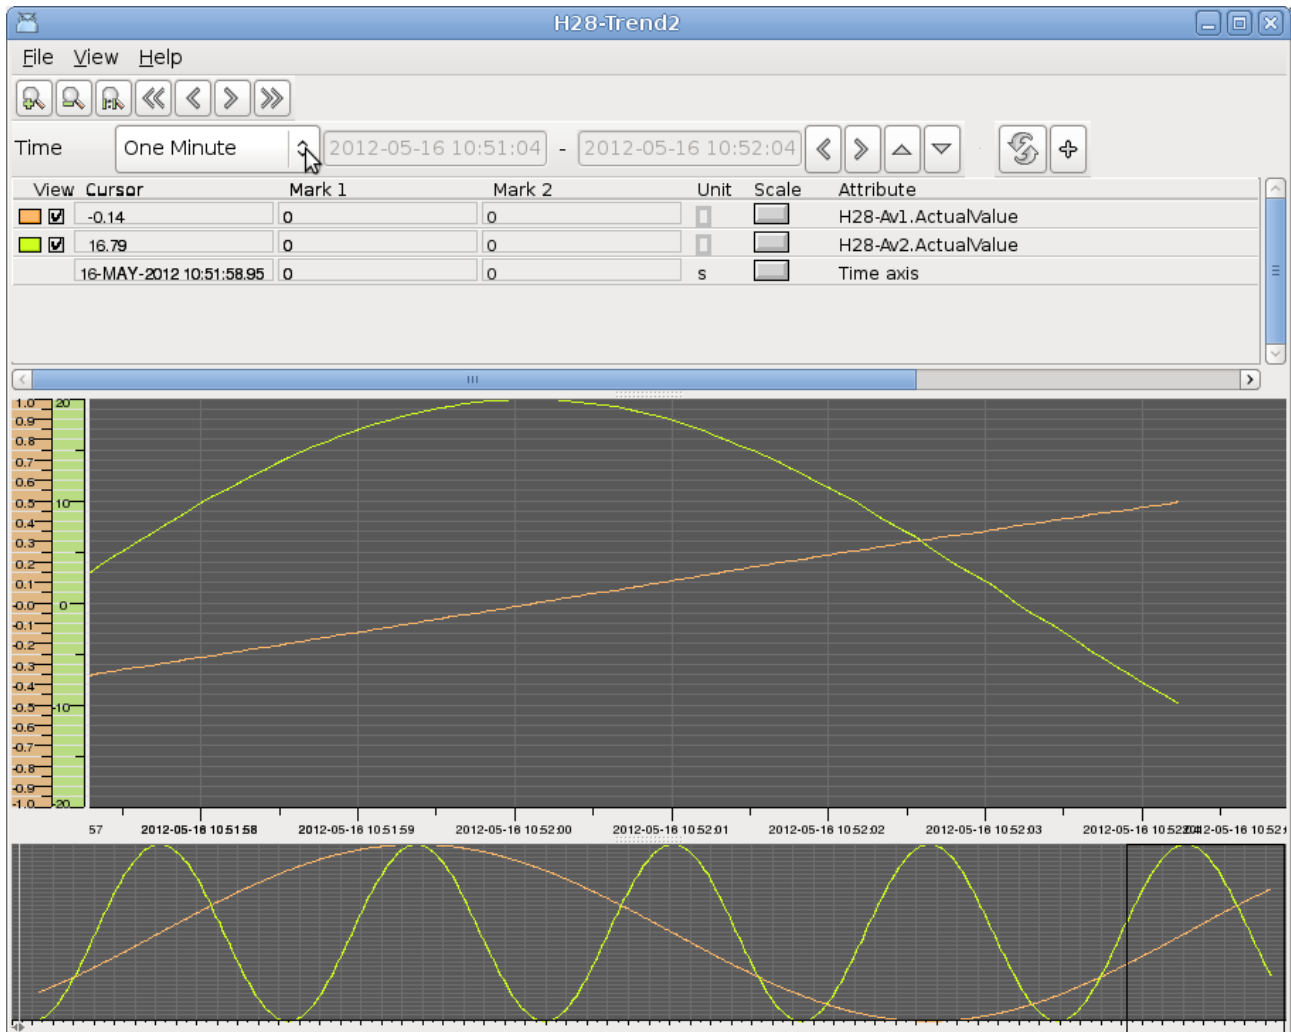 H28-Trend2
File View Help
Time One Minute 2012-05-16 10:51:04 - 2012-05-16 10:52:04
View Cursor Mark 1 Mark 2 Unit Scale Attribute
-0.14 0 0 H28-Av1.ActualValue
16.79 0 0 H28-Av2.ActualValue
16-MAY-2012 10:51:58.95 0 0 s Time axis
1.0 20
0.9
0.8
0.7
0.6
0.5 10
0.4
0.3
0.2
0.1
-0.0 0
-0.1
-0.2
-0.3
-0.4
-0.5 -10
-0.6
-0.7
-0.8
-0.9
-1.0 -20
57 2012-05-16 10:51:58 2012-05-16 10:51:59 2012-05-16 10:52:00 2012-05-16 10:52:01 2012-05-16 10:52:02 2012-05-16 10:52:03 2012-05-16 10:52:04